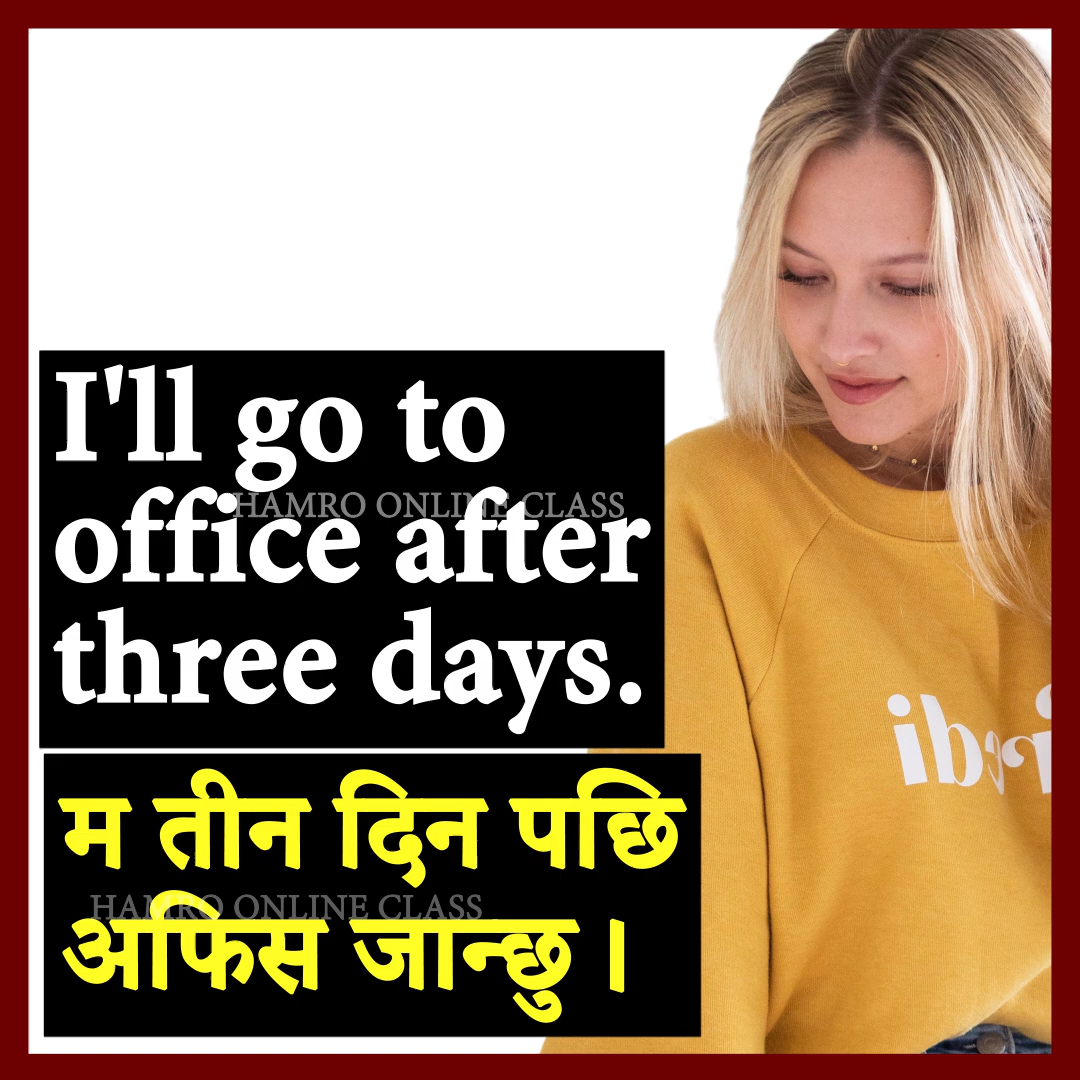 I'll go to
HAMRO ONLINE CLASS
office after
three days.
म तीन दिन पछि
HAMRO ONLINE CLASS
अफिस जान्छु ।